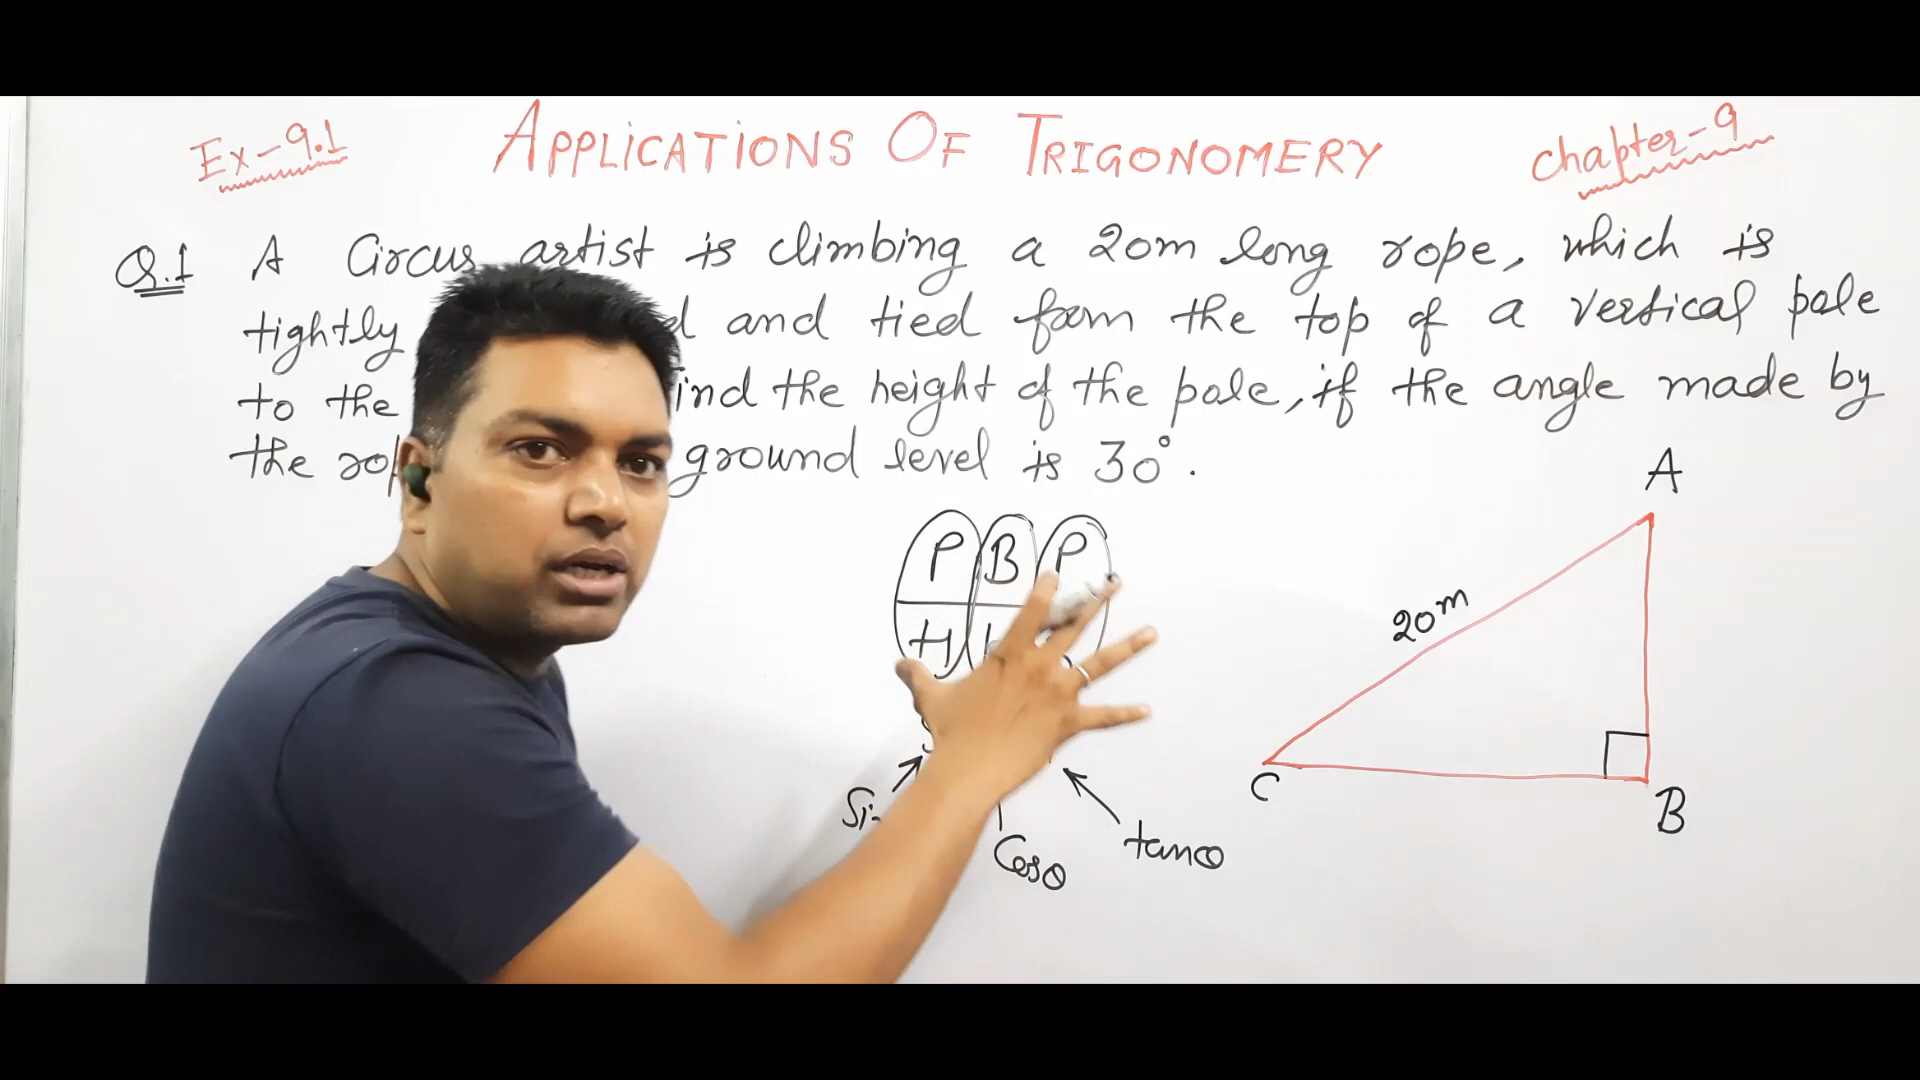 Ex-9.1 APPLiCATiONS OF TRIGONOMERY Chapter-9
Q.1 A Circus artist is climbing a 20m long rope, which is
tightly and tied form the top of a vertical pole
to the the height of the pole, if the angle made by
the ground level is 30°.
A
P B P
H
20m
C
B
tanθ
Cosθ